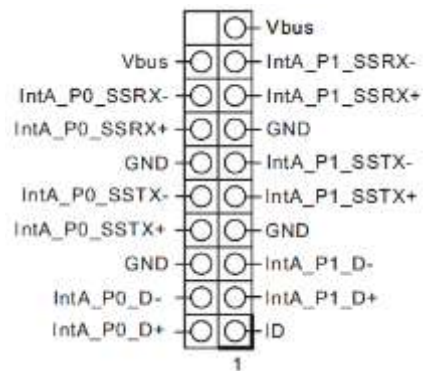 Vbus
Vbus IntA_P1_SSRX-
IntA_P0_SSRX- IntA_P1_SSRX+
IntA_P0_SSRX+ GND
GND IntA_P1_SSTX-
IntA_P0_SSTX- IntA_P1_SSTX+
IntA_P0_SSTX+ GND
GND IntA_P1_D-
IntA_P0_D- IntA_P1_D+
IntA_P0_D+ ID
1